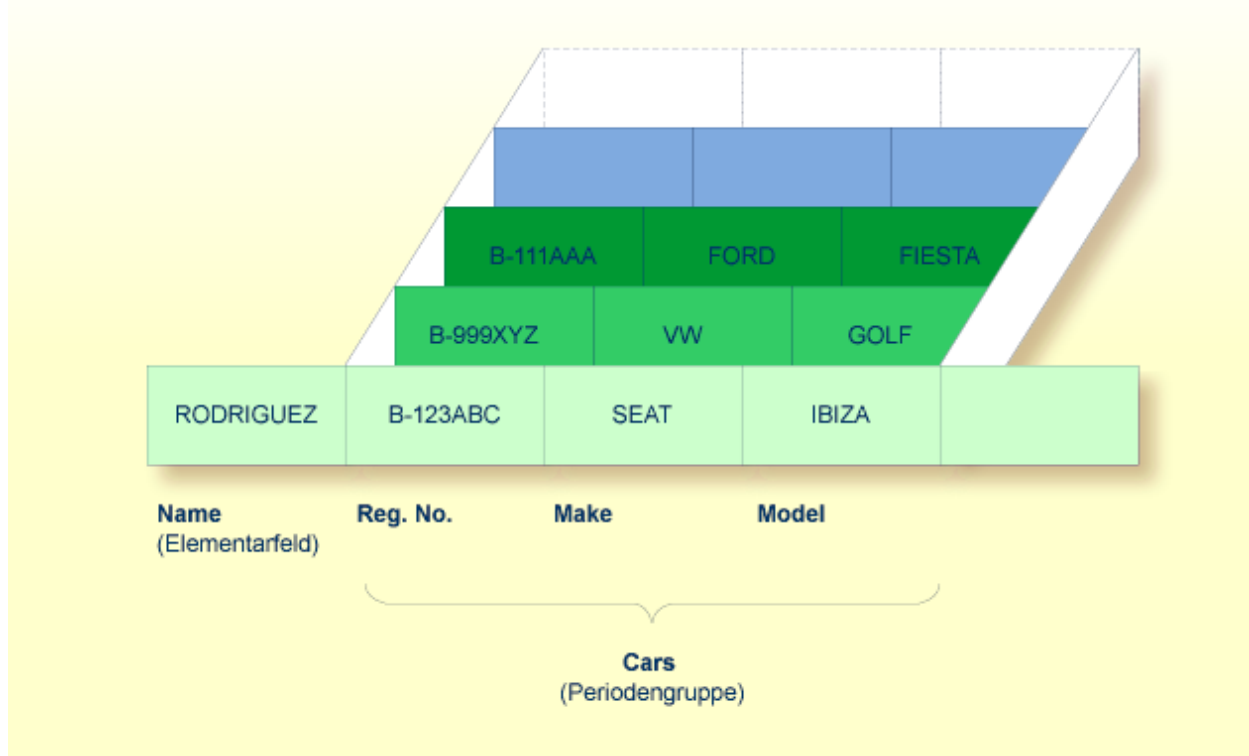 B-111AAA FORD FIESTA
B-999XYZ VW GOLF
RODRIGUEZ B-123ABC SEAT IBIZA
Name Reg. No. Make Model
(Elementarfeld)
Cars
(Periodengruppe)